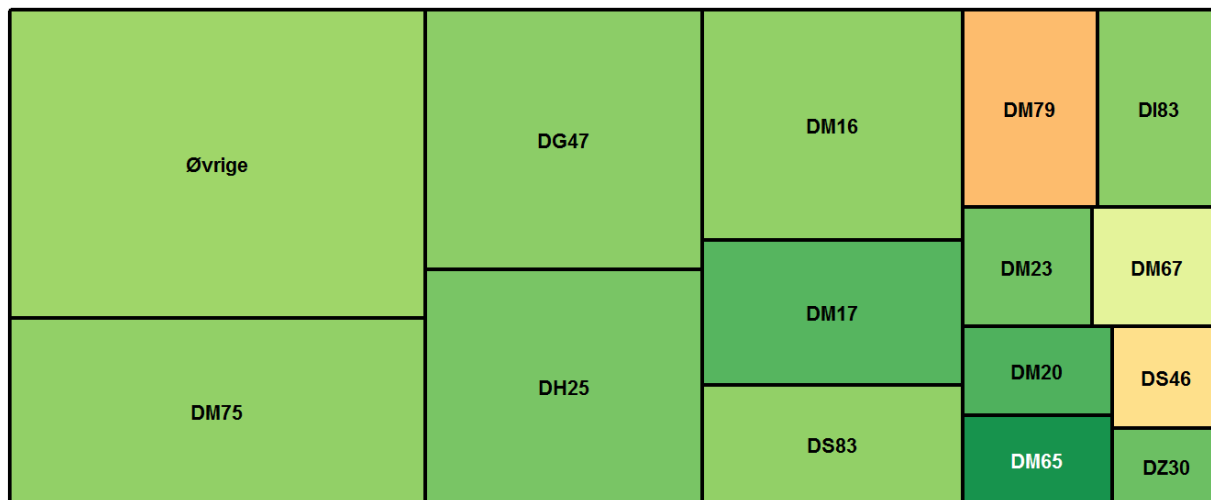 Øvrige
DM75
DG47
DH25
DM16
DM17
DS83
DM79
DI83
DM23
DM67
DM20
DS46
DM65
DZ30